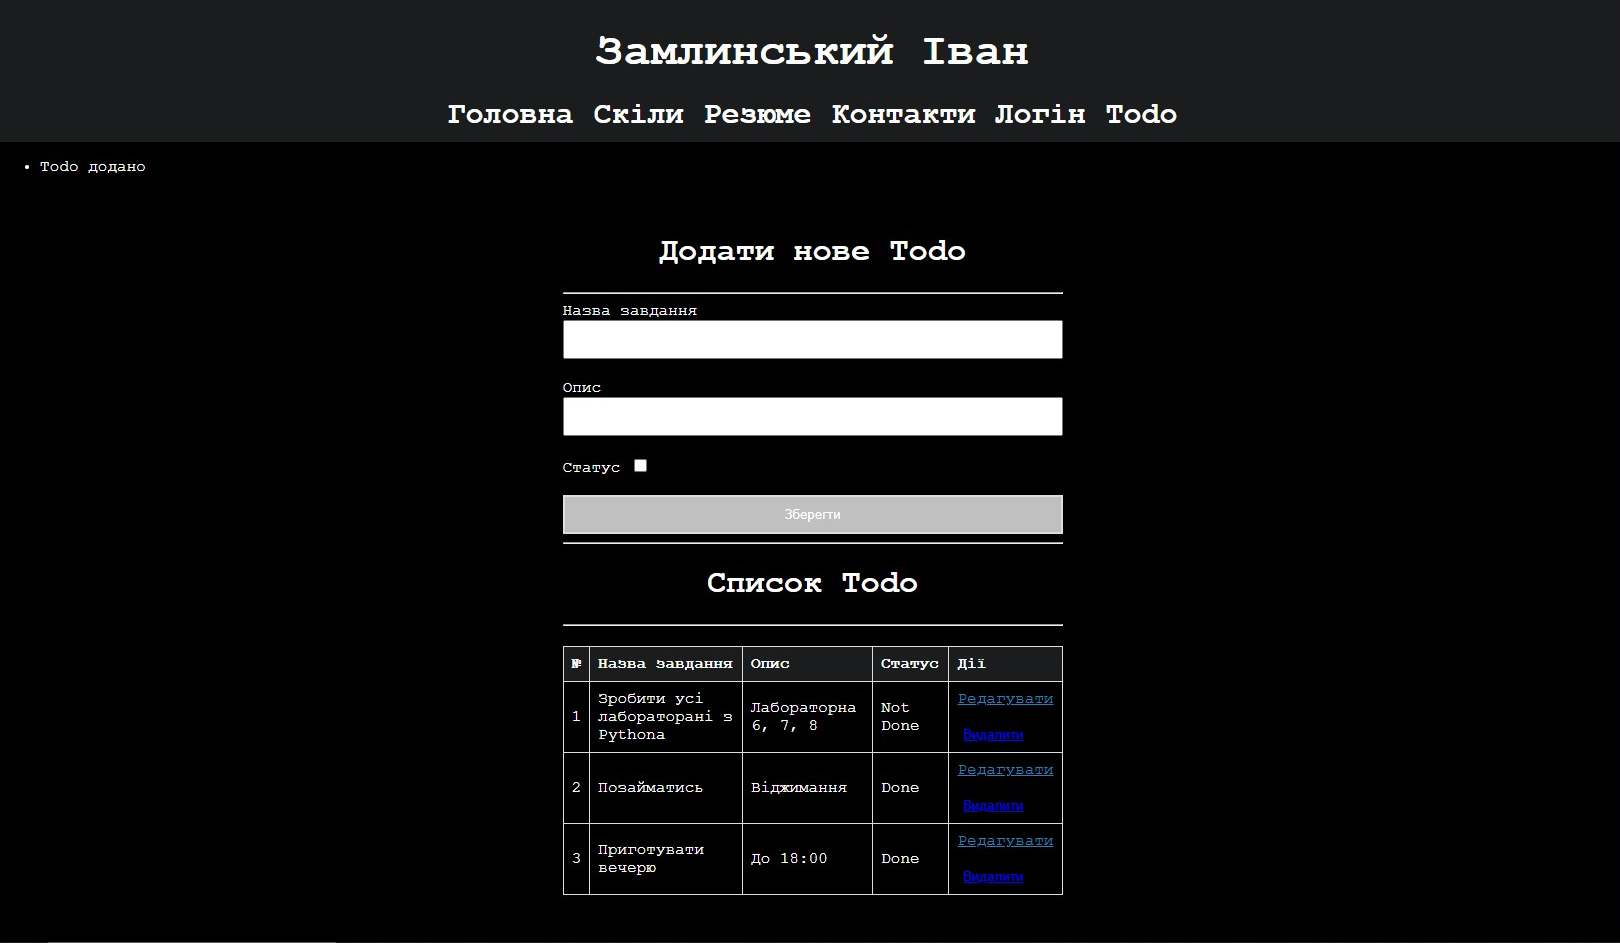 Замлинський Іван
Головна Скіли Резюме Контакти Логін Todo
Todo додано
Додати нове Todo
Назва завдання
Опис
Статус
Зберегти
Список Todo
№ Назва завдання Опис Статус Дії
1 Зробити усі лабораторані з Pythona Лабораторна 6, 7, 8 Not Done Редагувати Видалити
2 Позайматись Віджимання Done Редагувати Видалити
3 Приготувати вечерю До 18:00 Done Редагувати Видалити